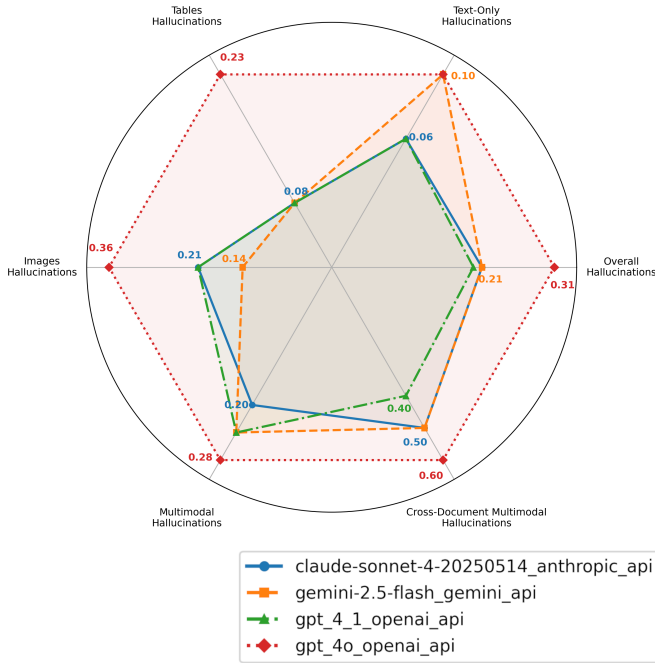 Tables
Hallucinations
Text-Only
Hallucinations
0.23
0.10
0.06
0.08
0.36
0.21
0.14
Images
Hallucinations
Overall
Hallucinations
0.21
0.31
0.20
0.40
0.50
0.28
0.60
Multimodal
Hallucinations
Cross-Document Multimodal
Hallucinations
claude-sonnet-4-20250514_anthropic_api
gemini-2.5-flash_gemini_api
gpt_4_1_openai_api
gpt_4o_openai_api